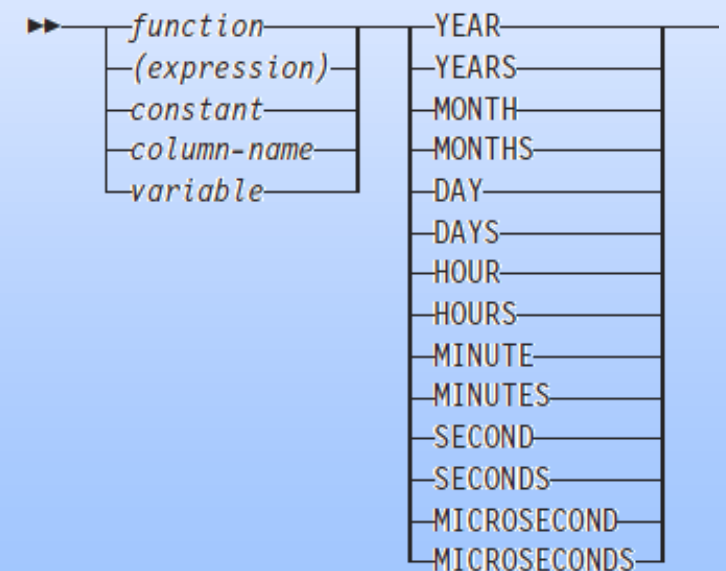 function YEAR
(expression) YEARS
constant MONTH
column-name MONTHS
variable DAY
DAYS
HOUR
HOURS
MINUTE
MINUTES
SECOND
SECONDS
MICROSECOND
MICROSECONDS